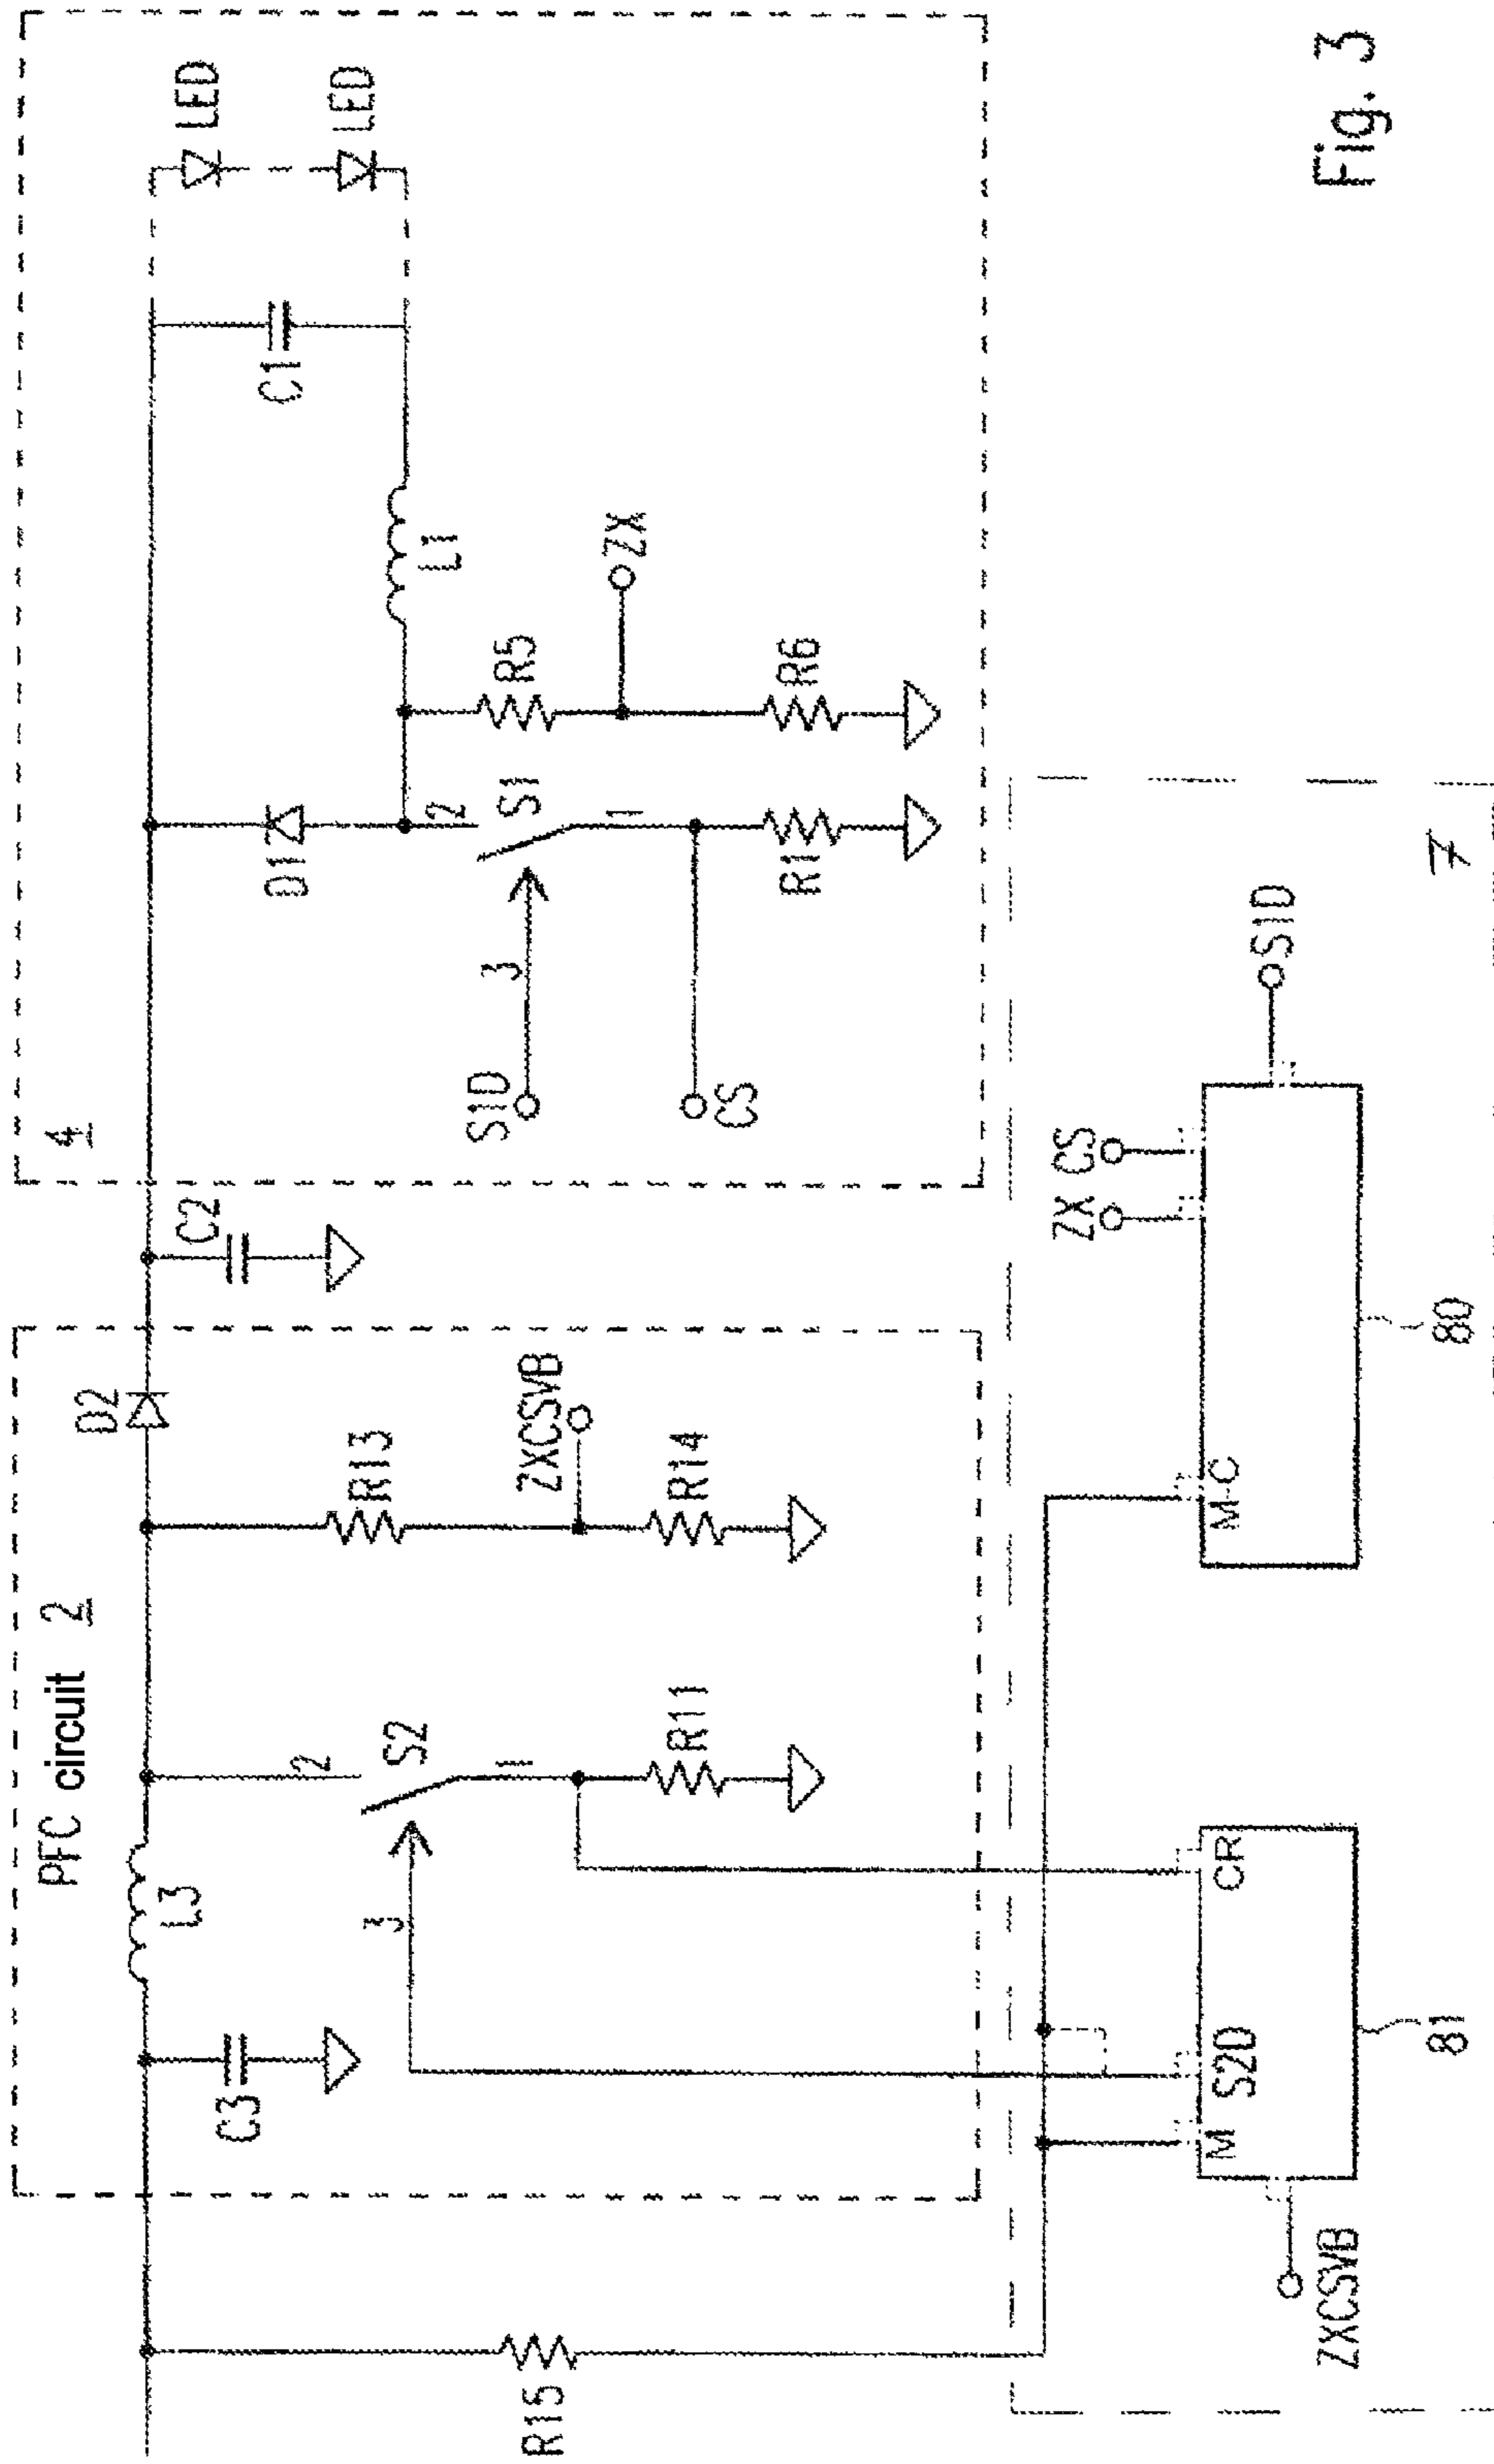 PFC circuit 2
4
L3
D2
C2
C3
3
2
S2
1
R11
R13
ZXCSVB
R14
R15
D1
C1
LED
LED
L1
2
S1D
3
S1
1
CS
R1
R5
ZX
R6
M
S2D
CR
ZXCSVB
81
M-C
ZX
CS
S1D
80
7
Fig. 3